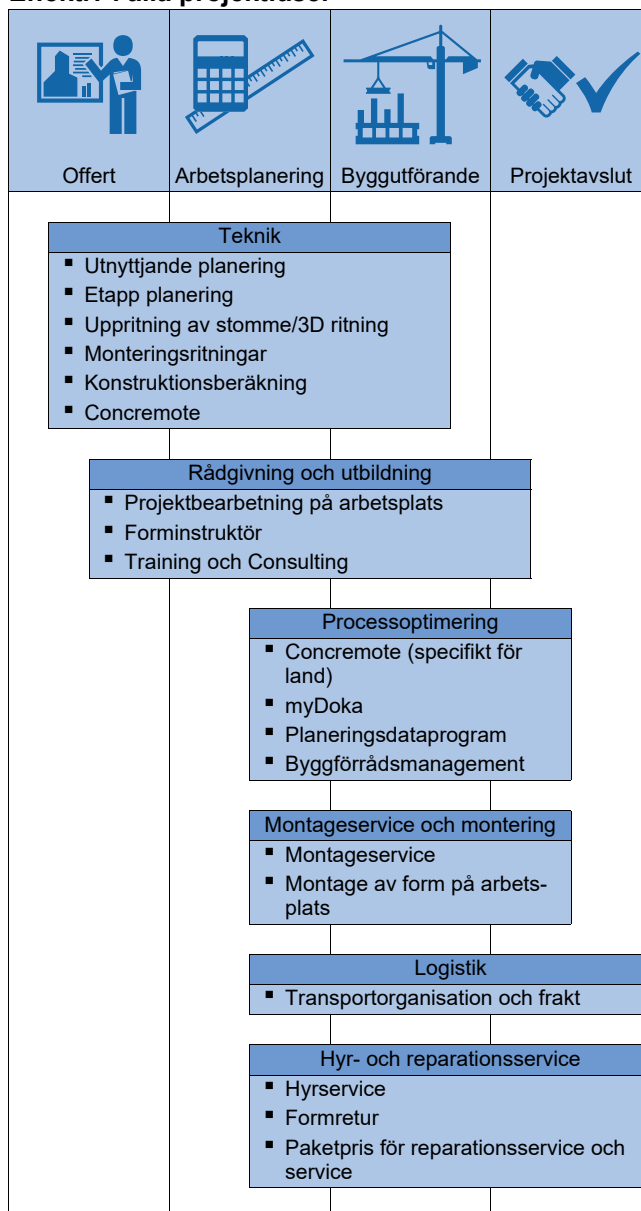 Effektiv i alla projektfaser
Offert
Arbetsplanering
Byggutförande
Projektavslut
Teknik
▪ Utnyttjande planering
▪ Etapp planering
▪ Uppritning av stomme/3D ritning
▪ Monteringsritningar
▪ Konstruktionsberäkning
▪ Concremote
Rådgivning och utbildning
▪ Projektbearbetning på arbetsplats
▪ Forminstruktör
▪ Training och Consulting
Processoptimering
▪ Concremote (specifikt för
land)
▪ myDoka
▪ Planeringsdataprogram
▪ Byggförrådsmanagement
Montageservice och montering
▪ Montageservice
▪ Montage av form på arbets-
plats
Logistik
▪ Transportorganisation och frakt
Hyr- och reparationsservice
▪ Hyrservice
▪ Formretur
▪ Paketpris för reparationsservice och
service